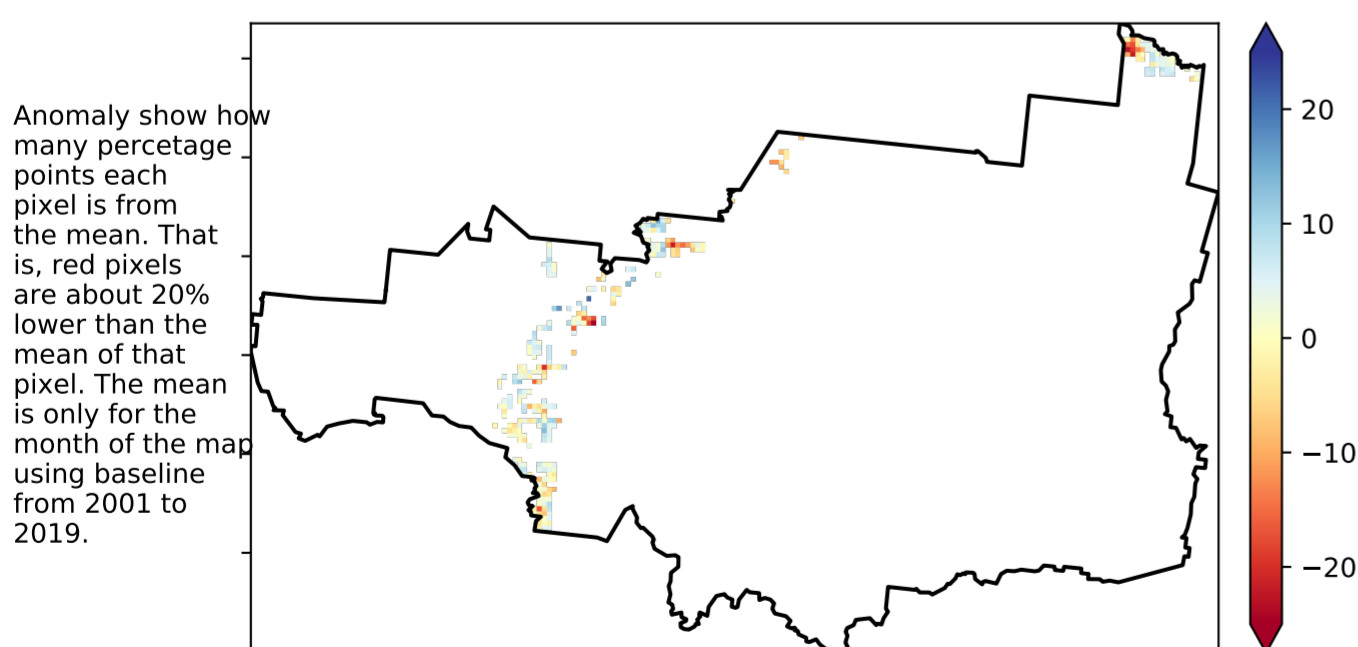 Anomaly show how
many percetage
points each
pixel is from
the mean. That
is, red pixels
are about 20%
lower than the
mean of that
pixel. The mean
is only for the
month of the map
using baseline
from 2001 to
2019.
20
10
0
−10
−20